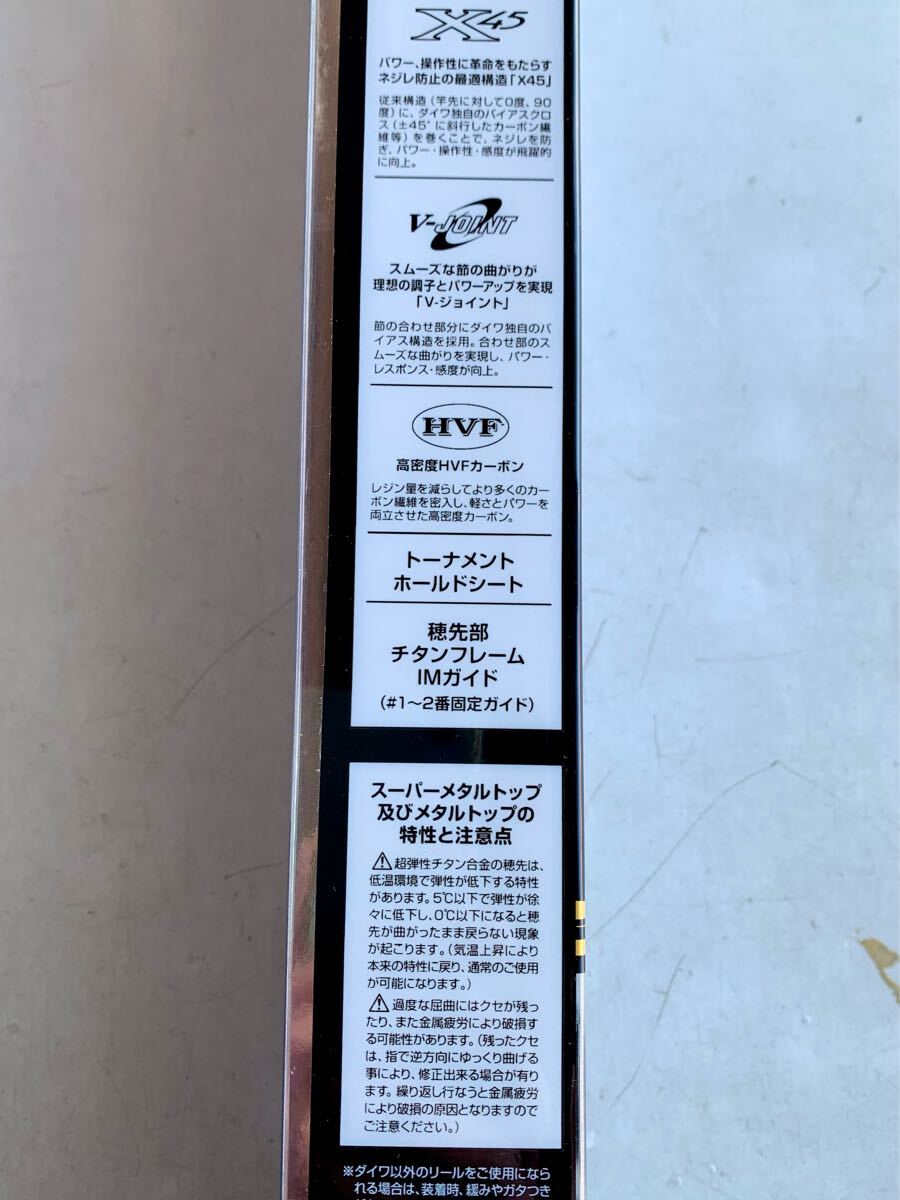 X45
パワー、操作性に革命をもたらす
ネジレ防止の最適構造「X45」
従来構造(竿先に対して0度、90
度)に、ダイワ独自のバイアスクロ
ス(±45°に斜行したカーボン繊
維等)を巻くことで、ネジレを防
ぎ、パワー・操作性・感度が飛躍的
に向上。
V-JOINT
スムーズな節の曲がりが
理想の調子とパワーアップを実現
「V-ジョイント」
節の合わせ部分にダイワ独自のバ
イアス構造を採用。合わせ部のス
ムーズな曲がりを実現し、パワー・
レスポンス・感度が向上。
HVF
高密度HVFカーボン
レジン量を減らしてより多くのカー
ボン繊維を密入し、軽さとパワーを
両立させた高密度カーボン。
トーナメント
ホールドシート
穂先部
チタンフレーム
IMガイド
(#1〜2番固定ガイド)
スーパーメタルトップ
及びメタルトップの
特性と注意点
⚠超弾性チタン合金の穂先は、
低温環境で弾性が低下する特性
があります。5℃以下で弾性が徐
々に低下し、0℃以下になると穂
先が曲がったまま戻らない現象
が起こります。(気温上昇により
本来の特性に戻り、通常のご使用
が可能になります。)
⚠過度な屈曲にはクセが残っ
たり、また金属疲労により破損す
る可能性があります。(残ったクセ
は、指で逆方向にゆっくり曲げる
事により、修正出来る場合が有り
ます。繰り返し行なうと金属疲労
により破損の原因となりますので
ご注意ください。)
※ダイワ以外のリールをご使用になら
れる場合は、装着時、緩みやガタつき